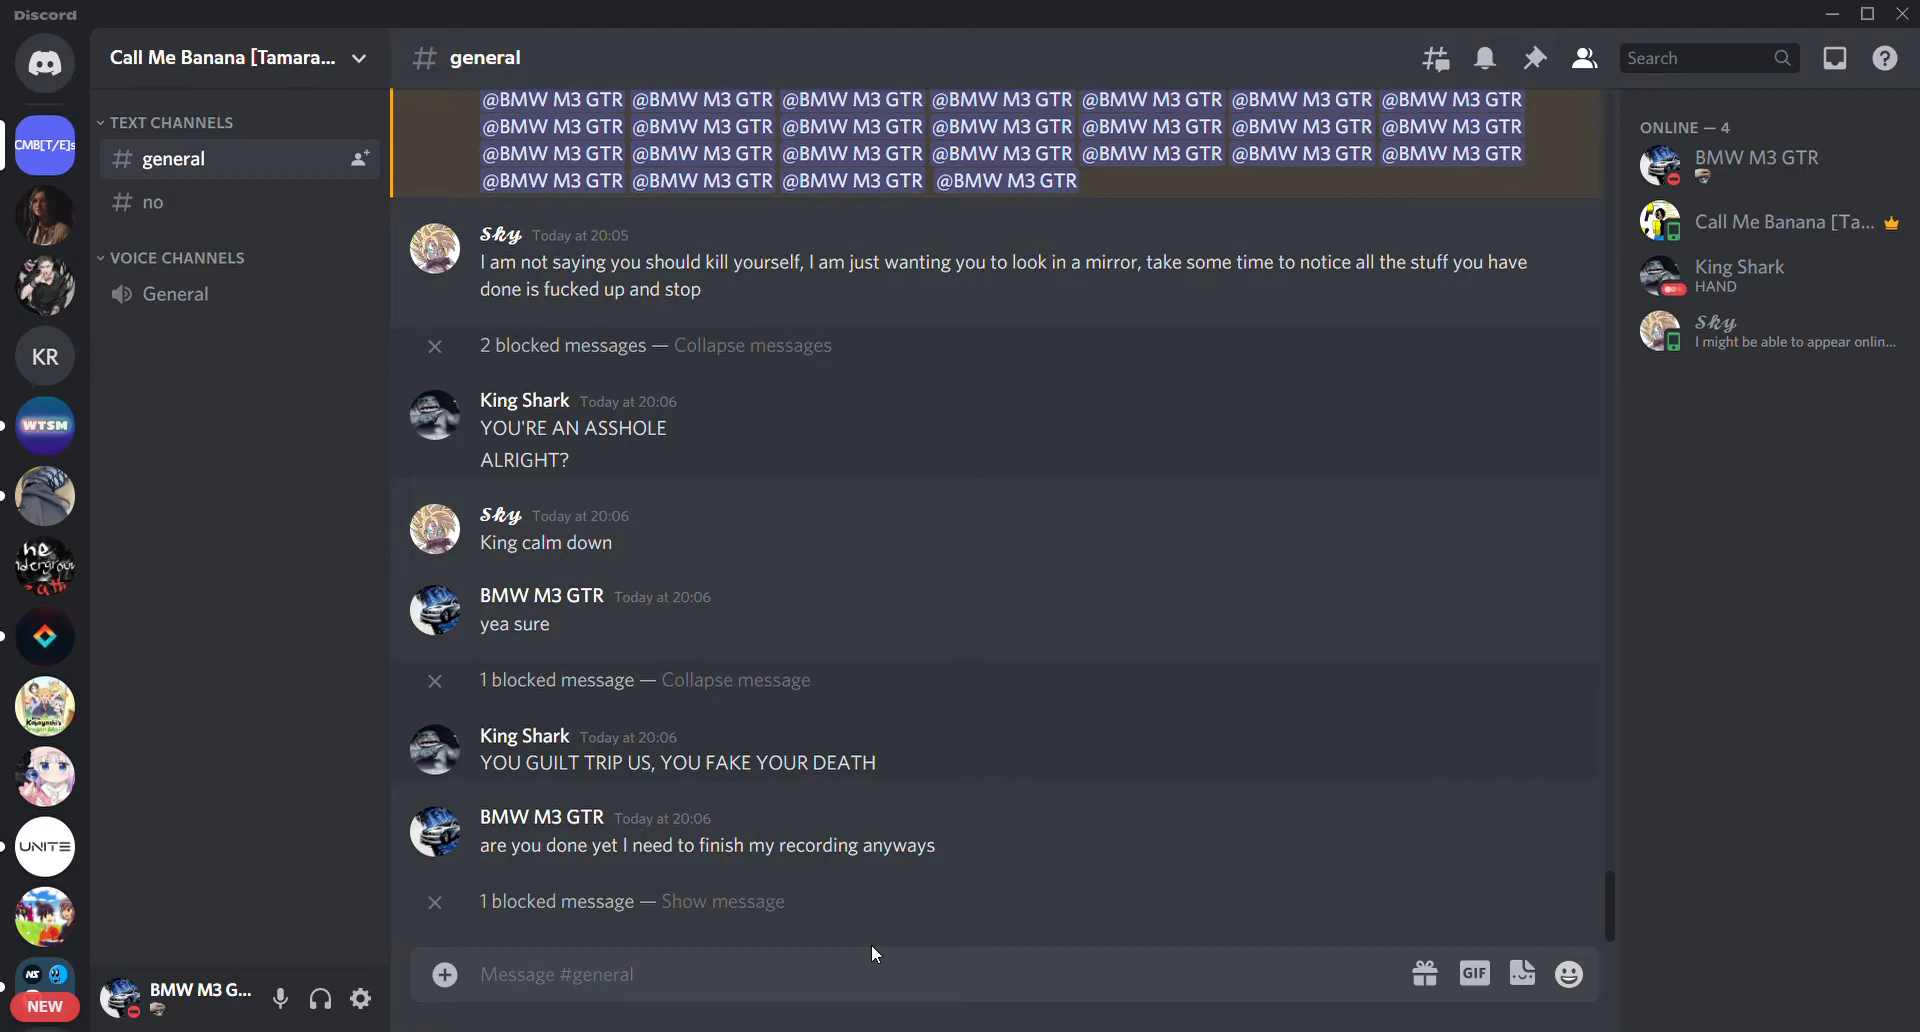 Discord
Call Me Banana [Tamara...
# general
Search
TEXT CHANNELS
# general
# no
VOICE CHANNELS
General
CMB[T/E]s
KR
WTSM
UNITE
NS
NEW
@BMW M3 GTR @BMW M3 GTR @BMW M3 GTR @BMW M3 GTR @BMW M3 GTR @BMW M3 GTR @BMW M3 GTR
@BMW M3 GTR @BMW M3 GTR @BMW M3 GTR @BMW M3 GTR @BMW M3 GTR @BMW M3 GTR @BMW M3 GTR
@BMW M3 GTR @BMW M3 GTR @BMW M3 GTR @BMW M3 GTR @BMW M3 GTR @BMW M3 GTR @BMW M3 GTR
@BMW M3 GTR @BMW M3 GTR @BMW M3 GTR @BMW M3 GTR
𝓢𝓴𝔂 Today at 20:05
I am not saying you should kill yourself, I am just wanting you to look in a mirror, take some time to notice all the stuff you have
done is fucked up and stop
2 blocked messages — Collapse messages
King Shark Today at 20:06
YOU'RE AN ASSHOLE
ALRIGHT?
𝓢𝓴𝔂 Today at 20:06
King calm down
BMW M3 GTR Today at 20:06
yea sure
1 blocked message — Collapse message
King Shark Today at 20:06
YOU GUILT TRIP US, YOU FAKE YOUR DEATH
BMW M3 GTR Today at 20:06
are you done yet I need to finish my recording anyways
1 blocked message — Show message
Message #general
GIF
BMW M3 G...
ONLINE — 4
BMW M3 GTR
Call Me Banana [Ta...
King Shark
HAND
𝓢𝓴𝔂
I might be able to appear onlin...